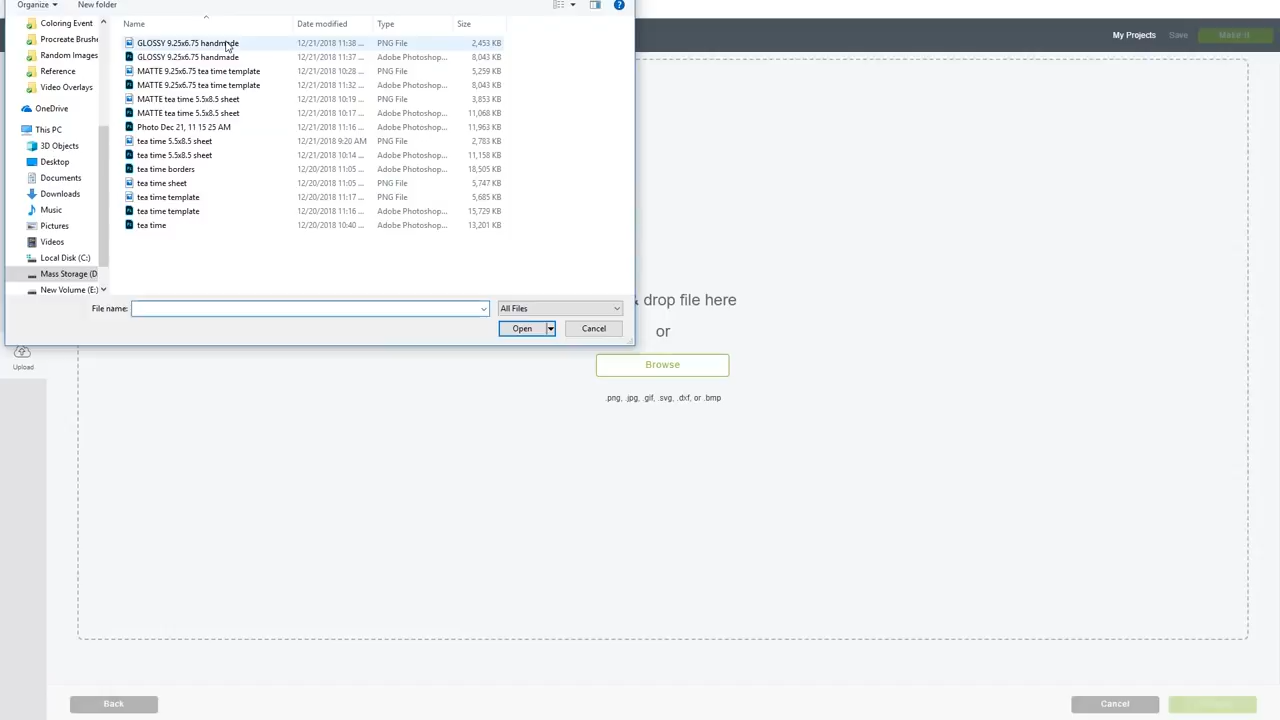 Organize
New folder
Name
Date modified
Type
Size
Coloring Event
Procreate Brushe
Random Images
Reference
Video Overlays
OneDrive
This PC
3D Objects
Desktop
Documents
Downloads
Music
Pictures
Videos
Local Disk (C:)
Mass Storage (D
New Volume (E:)
GLOSSY 9.25x6.75 handmade 12/21/2018 11:38 ... PNG File 2,453 KB
GLOSSY 9.25x6.75 handmade 12/21/2018 11:37 ... Adobe Photoshop... 8,043 KB
MATTE 9.25x6.75 tea time template 12/21/2018 10:28 ... PNG File 5,259 KB
MATTE 9.25x6.75 tea time template 12/21/2018 11:32 ... Adobe Photoshop... 8,043 KB
MATTE tea time 5.5x8.5 sheet 12/21/2018 10:19 ... PNG File 3,853 KB
MATTE tea time 5.5x8.5 sheet 12/21/2018 10:17 ... Adobe Photoshop... 11,068 KB
Photo Dec 21, 11 15 25 AM 12/21/2018 11:16 ... Adobe Photoshop... 11,963 KB
tea time 5.5x8.5 sheet 12/21/2018 9:20 AM PNG File 2,783 KB
tea time 5.5x8.5 sheet 12/21/2018 10:14 ... Adobe Photoshop... 11,158 KB
tea time borders 12/20/2018 11:05 ... Adobe Photoshop... 18,505 KB
tea time sheet 12/20/2018 11:05 ... PNG File 5,747 KB
tea time template 12/20/2018 11:17 ... PNG File 5,685 KB
tea time template 12/20/2018 11:16 ... Adobe Photoshop... 15,729 KB
tea time 12/20/2018 10:40 ... Adobe Photoshop... 13,201 KB
File name:
All Files
Open
Cancel
My Projects
Save
Make It
Upload
& drop file here
or
Browse
.png, .jpg, .gif, .svg, .dxf, or .bmp
Back
Cancel